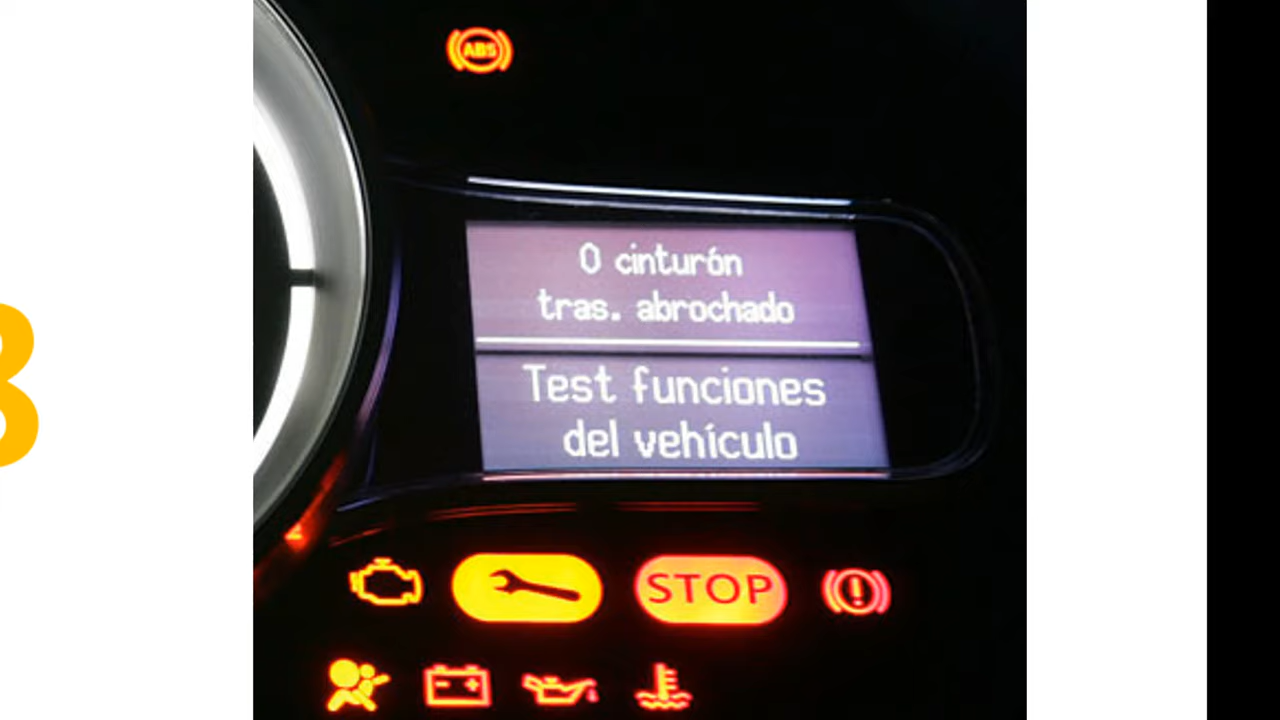 ABS
0 cinturón
tras. abrochado
Test funciones
del vehículo
STOP